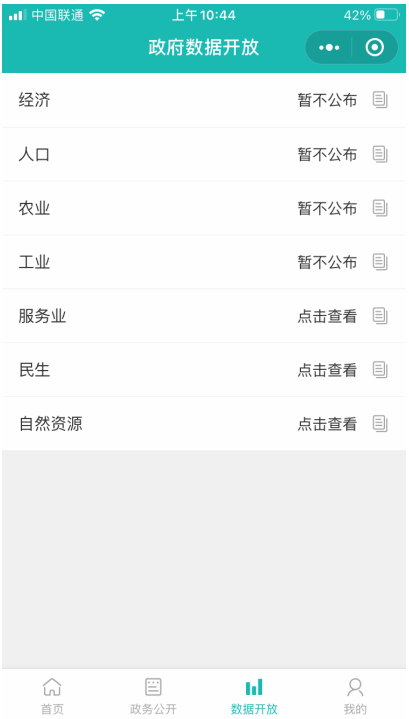 中国联通 上午10:44 42%
政府数据开放
经济 暂不公布
人口 暂不公布
农业 暂不公布
工业 暂不公布
服务业 点击查看
民生 点击查看
自然资源 点击查看
首页 政务公开 数据开放 我的